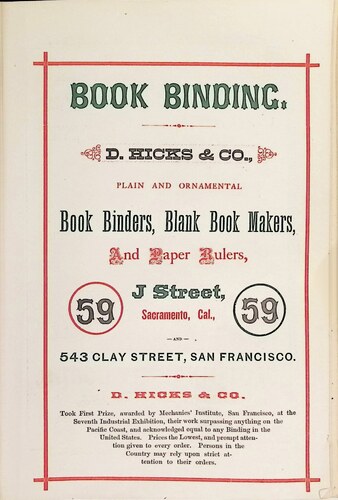 BOOK BINDING.
D. HICKS & CO.,
PLAIN AND ORNAMENTAL
Book Binders, Blank Book Makers,
And Paper Rulers,
59 J Street, 59
Sacramento, Cal.,
—AND—
543 CLAY STREET, SAN FRANCISCO.
D. HICKS & CO.
Took First Prize, awarded by Mechanics' Institute, San Francisco, at the
Seventh Industrial Exhibition, their work surpassing anything on the
Pacific Coast, and acknowledged equal to any Binding in the
United States. Prices the Lowest, and prompt atten-
tion given to every order. Persons in the
Country may rely upon strict at-
tention to their orders.